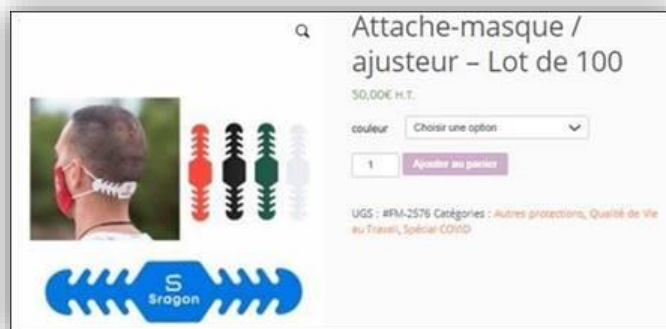 Attache-masque /
ajusteur – Lot de 100
50,00€ H.T.
couleur
Choisir une option
1
Ajouter au panier
UGS : #FM-2576 Catégories : Autres protections, Qualité de Vie
au Travail, Spécial COVID
S
Sragon